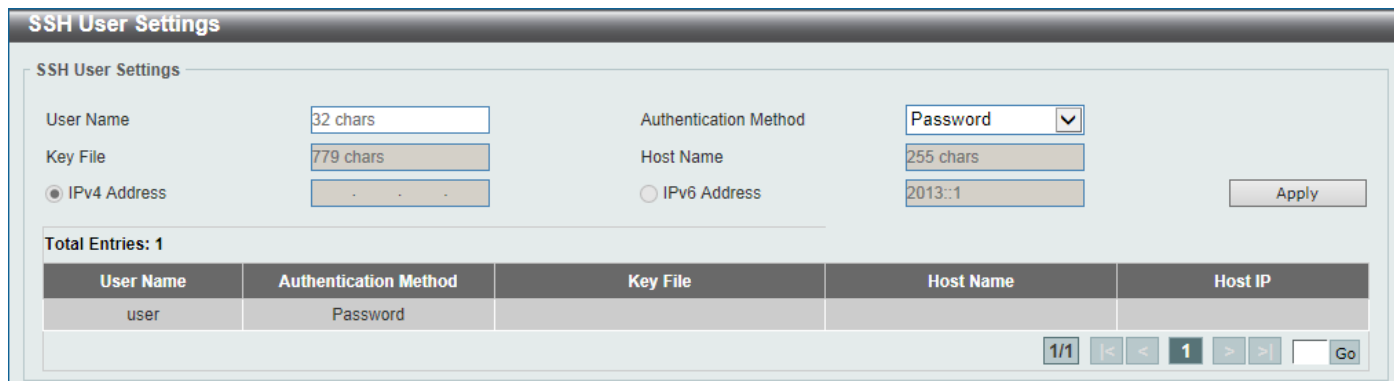 SSH User Settings
SSH User Settings
User Name 32 chars Authentication Method Password
Key File 779 chars Host Name 255 chars
IPv4 Address . . . IPv6 Address 2013::1 Apply
Total Entries: 1
User Name Authentication Method Key File Host Name Host IP
user Password
1/1 |< < 1 > >| Go